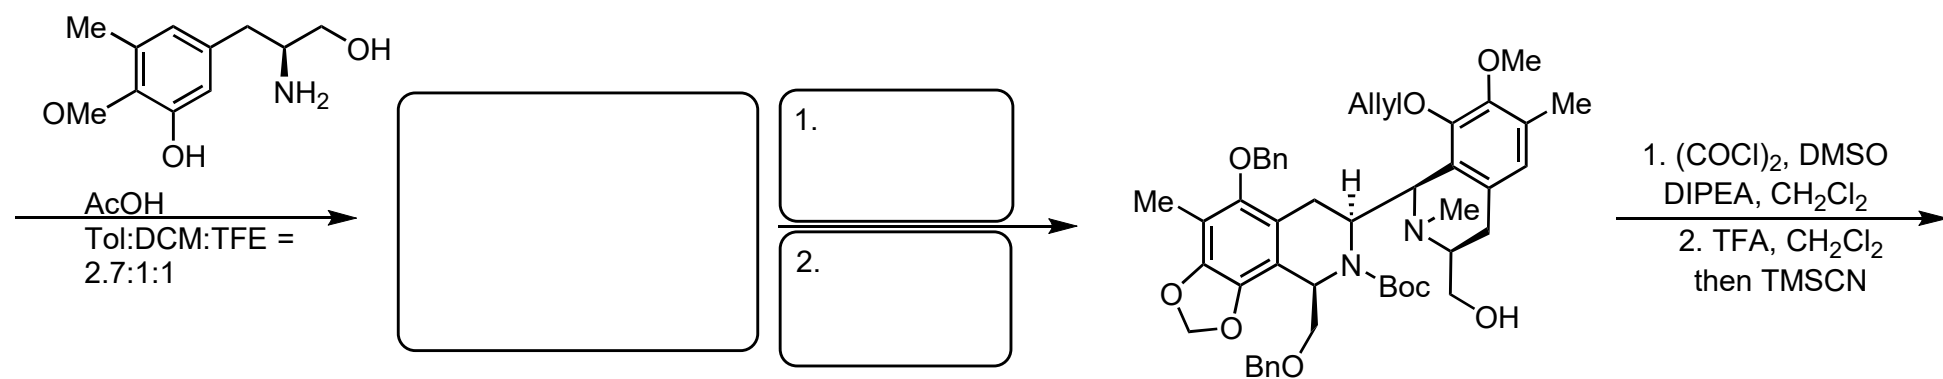 Me
OH
NH2
OMe
OH
AcOH
Tol:DCM:TFE =
2.7:1:1
1.
2.
OMe
AllylO
Me
OBn
H
Me
Me
N
N
Boc
O
O
OH
BnO
1. (COCl)2, DMSO
DIPEA, CH2Cl2
2. TFA, CH2Cl2
then TMSCN